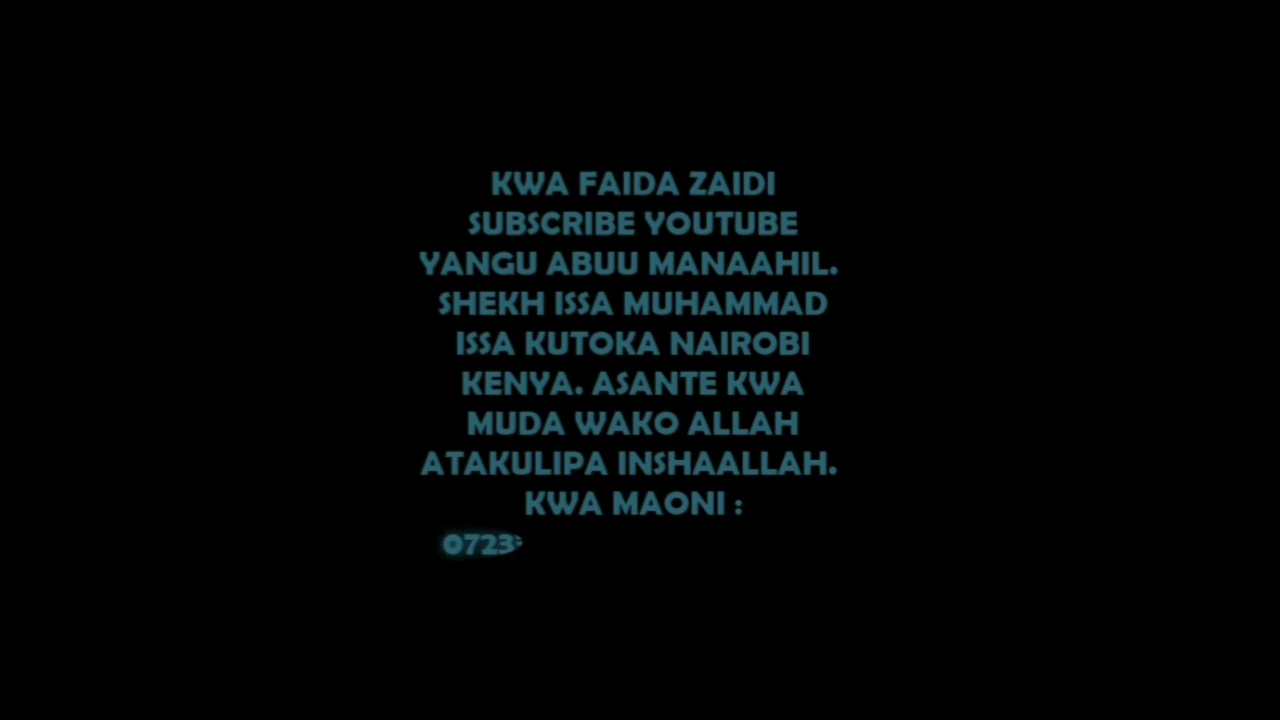 KWA FAIDA ZAIDI
SUBSCRIBE YOUTUBE
YANGU ABUU MANAAHIL.
SHEKH ISSA MUHAMMAD
ISSA KUTOKA NAIROBI
KENYA. ASANTE KWA
MUDA WAKO ALLAH
ATAKULIPA INSHAALLAH.
KWA MAONI :
0723